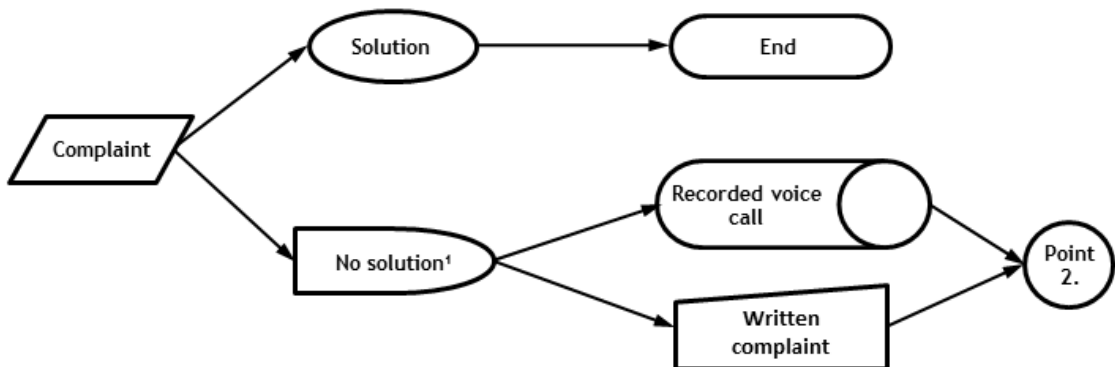 Solution
End
Complaint
Recorded voice
call
No solution¹
Point
2.
Written
complaint